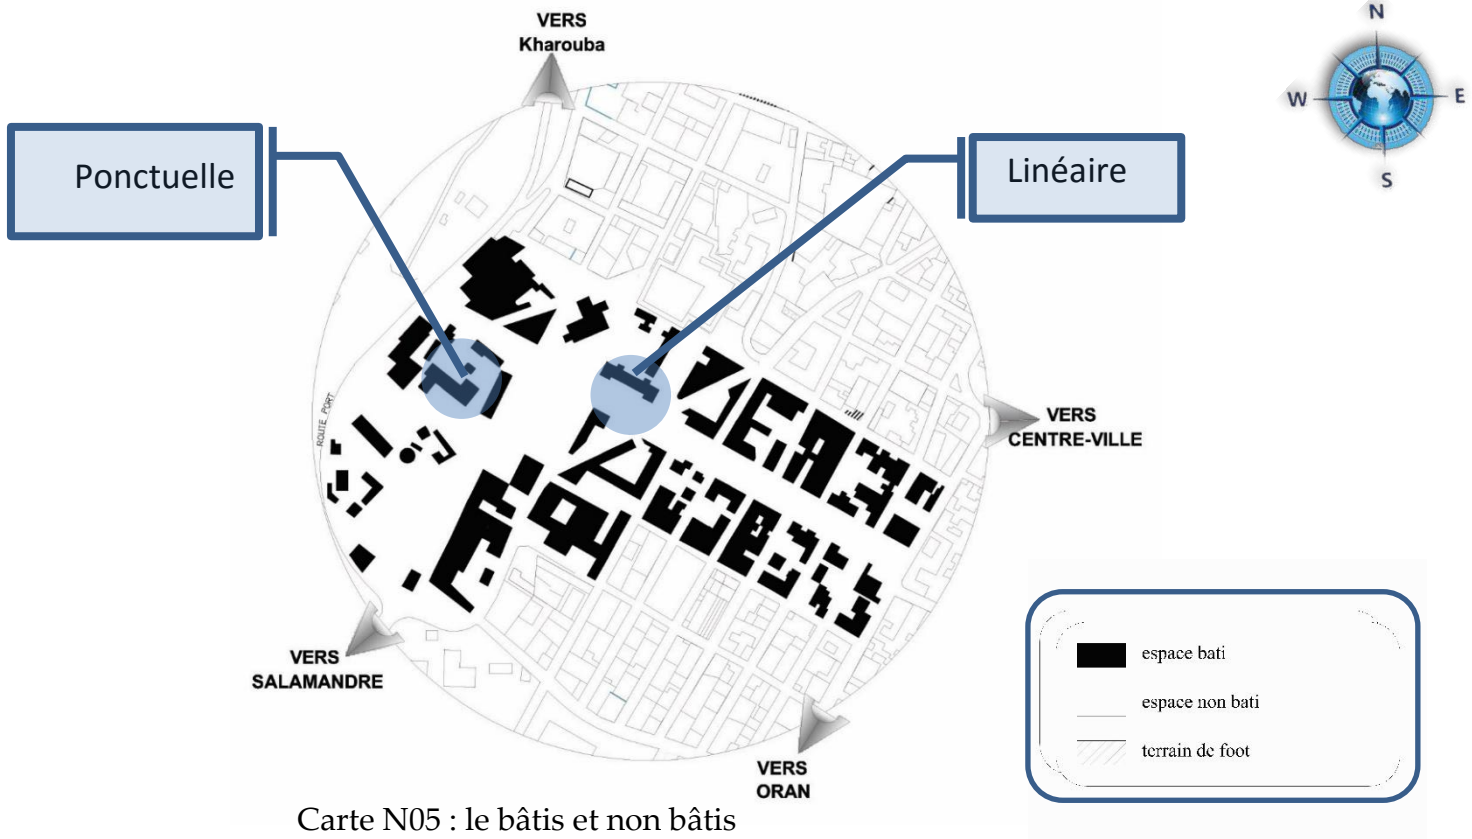 VERS
Kharouba
N
W
E
S
Ponctuelle
Linéaire
ROUTE PORT
VERS
CENTRE-VILLE
VERS
SALAMANDRE
VERS
ORAN
espace bati
espace non bati
terrain de foot
Carte N05 : le bâtis et non bâtis